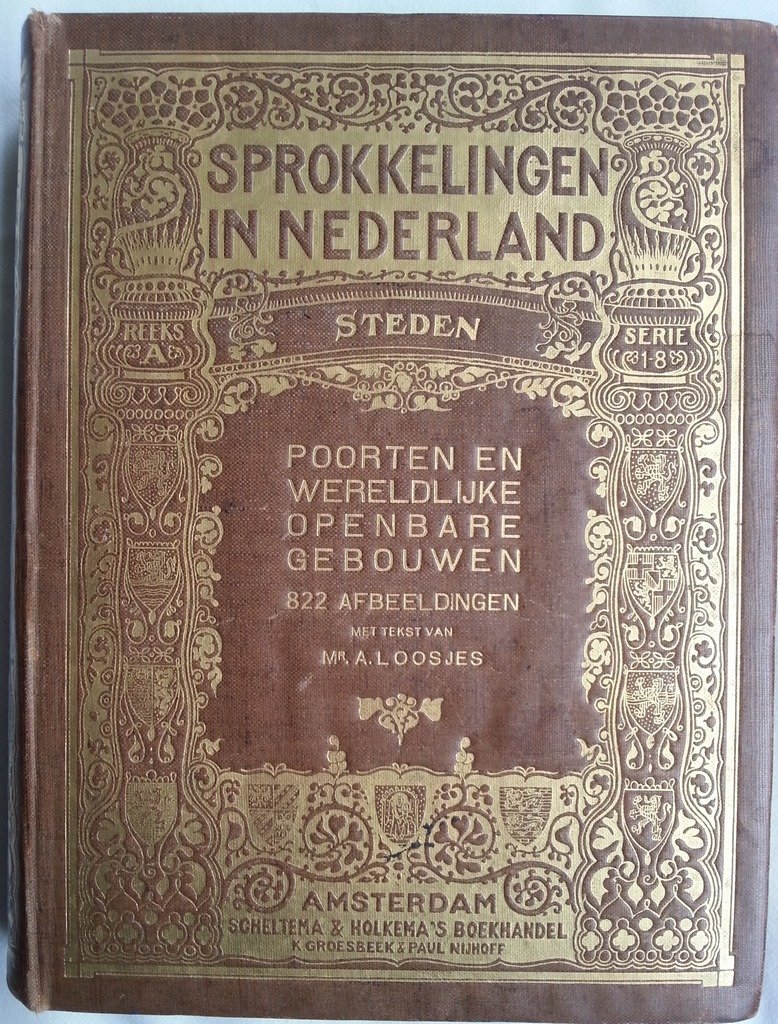 SPROKKELINGEN
IN NEDERLAND
STEDEN
REEKS
A
SERIE
1-8
POORTEN EN
WERELDLIJKE
OPENBARE
GEBOUWEN
822 AFBEELDINGEN
MET TEKST VAN
MR. A. LOOSJES
AMSTERDAM
SCHELTEMA & HOLKEMA'S BOEKHANDEL
K. GROESBEEK & PAUL NIJHOFF